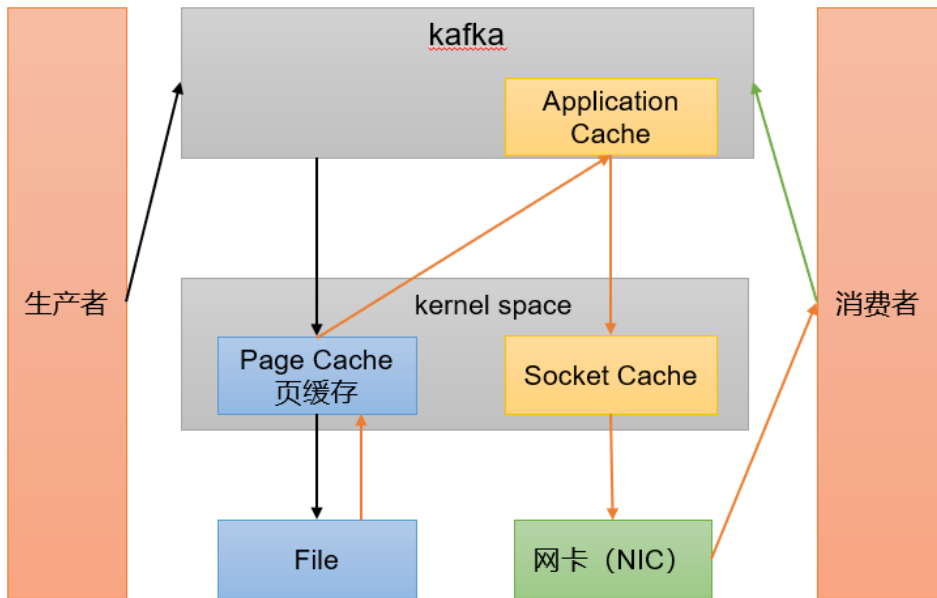 kafka
Application
Cache
生产者
kernel space
消费者
Page Cache
页缓存
Socket Cache
File
网卡（NIC）